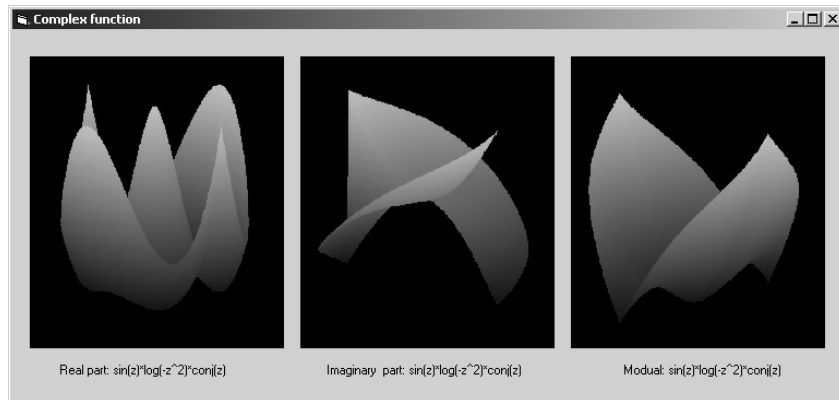 Complex function
Real part: sin(z)*log(-z^2)*conj(z)
Imaginary part: sin(z)*log(-z^2)*conj(z)
Modual: sin(z)*log(-z^2)*conj(z)